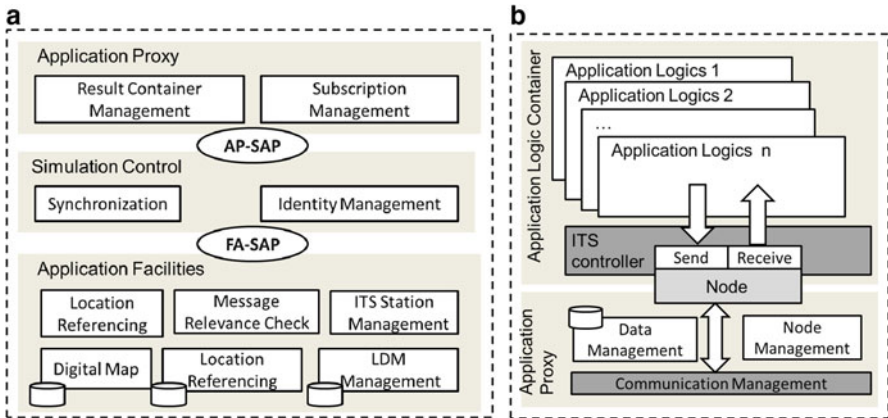 a
Application Proxy
Result Container
Management
Subscription
Management
AP-SAP
Simulation Control
Synchronization
Identity Management
FA-SAP
Application Facilities
Location
Referencing
Message
Relevance Check
ITS Station
Management
Digital Map
Location
Referencing
LDM
Management
b
Application Logic Container
Application Logics 1
Application Logics 2
...
Application Logics n
ITS
controller
Send
Receive
Node
Application
Proxy
Data
Management
Node
Management
Communication Management